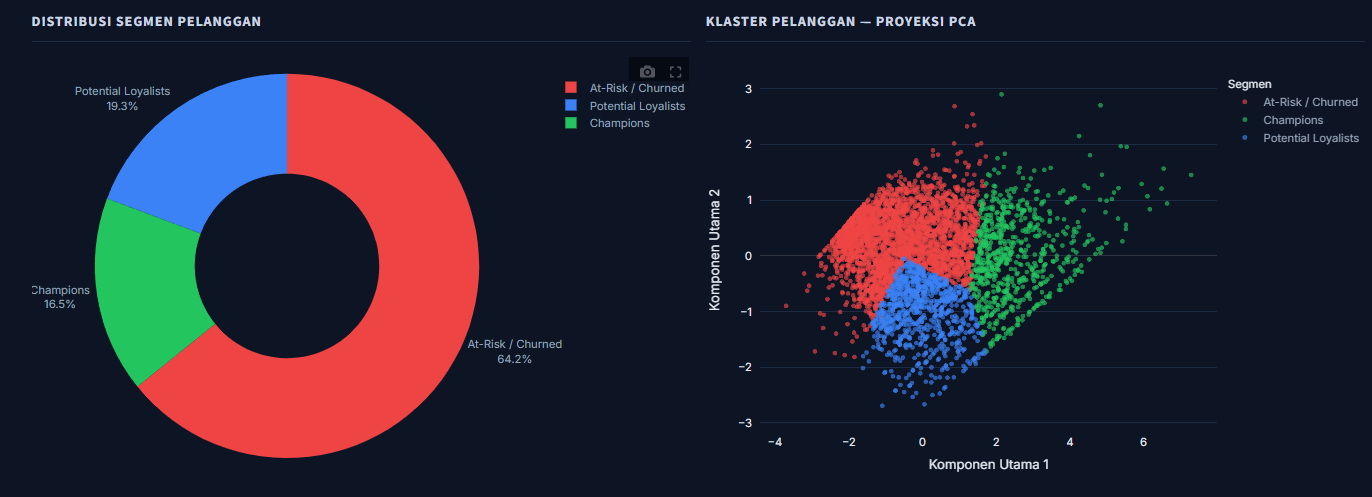 DISTRIBUSI SEGMEN PELANGGAN
Potential Loyalists
19.3%
Champions
16.5%
At-Risk / Churned
64.2%
At-Risk / Churned
Potential Loyalists
Champions
KLASTER PELANGGAN — PROYEKSI PCA
Komponen Utama 2
3
2
1
0
−1
−2
−3
−4
−2
0
2
4
6
Komponen Utama 1
Segmen
At-Risk / Churned
Champions
Potential Loyalists